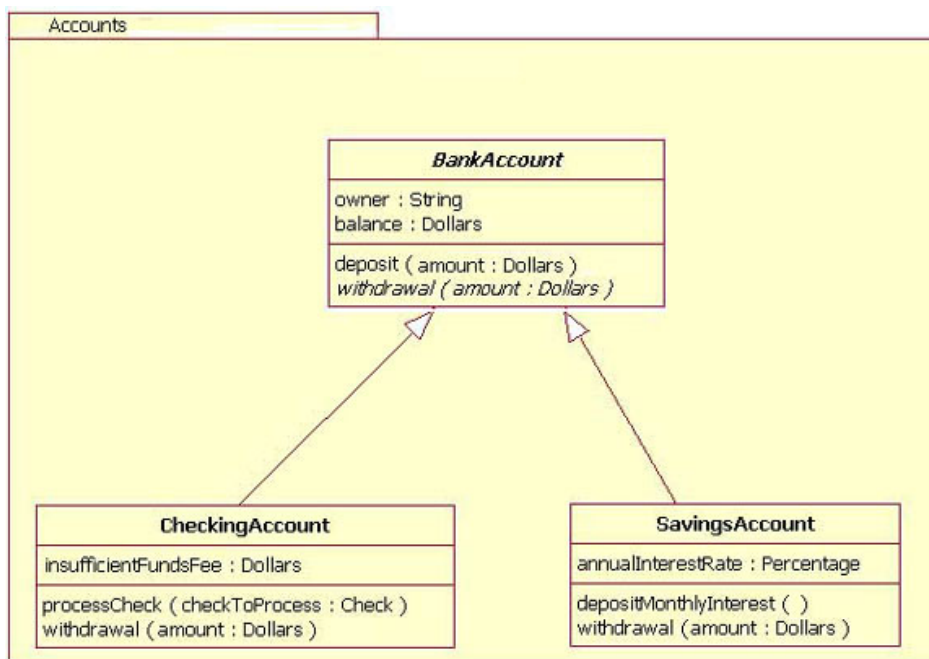 Accounts
BankAccount
owner : String
balance : Dollars
deposit ( amount : Dollars )
withdrawal ( amount : Dollars )
CheckingAccount
insufficientFundsFee : Dollars
processCheck ( checkToProcess : Check )
withdrawal ( amount : Dollars )
SavingsAccount
annualInterestRate : Percentage
depositMonthlyInterest ( )
withdrawal ( amount : Dollars )